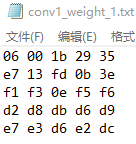 conv1_weight_1.txt
文件(F) 编辑(E) 格式
06 00 1b 29 35
e7 13 fd 0b 3e
f1 f3 0e f5 f6
d2 d8 db d6 d9
e7 e3 d6 e2 dc